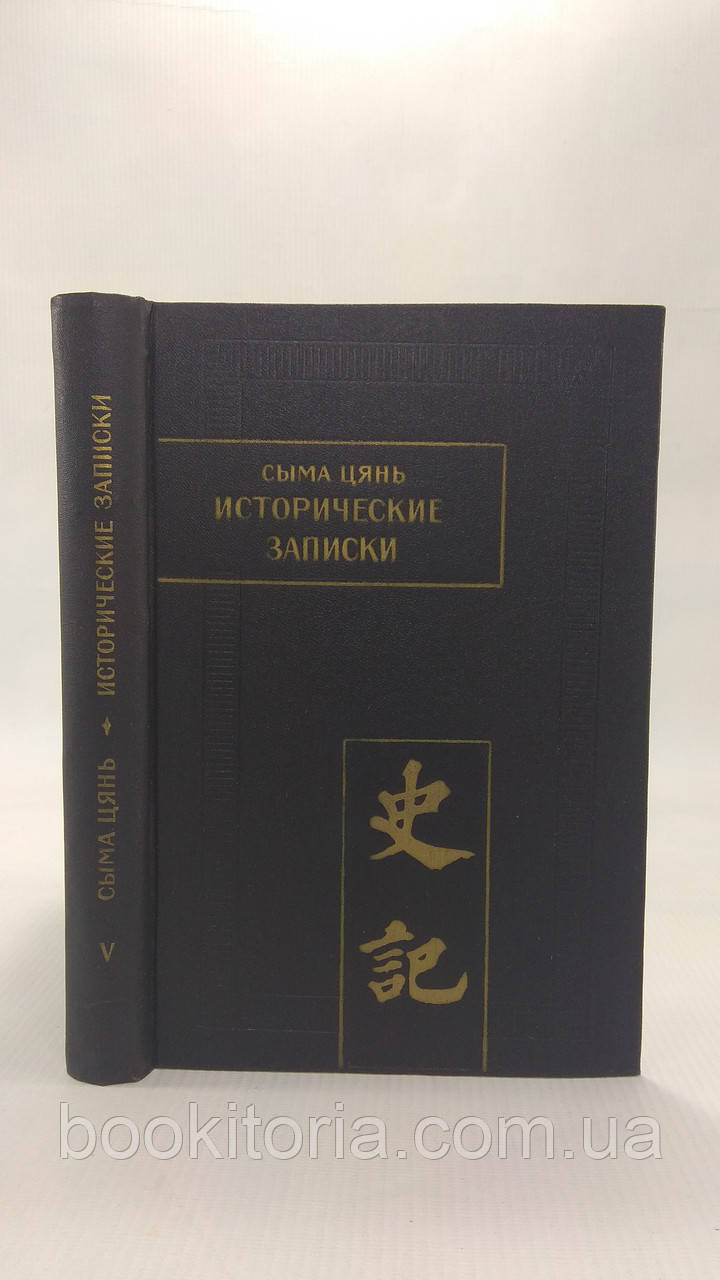 СЫМА ЦЯНЬ
ИСТОРИЧЕСКИЕ
ЗАПИСКИ
史
記
V СЫМА ЦЯНЬ ✦ ИСТОРИЧЕСКИЕ ЗАПИСКИ
bookitoria.com.ua